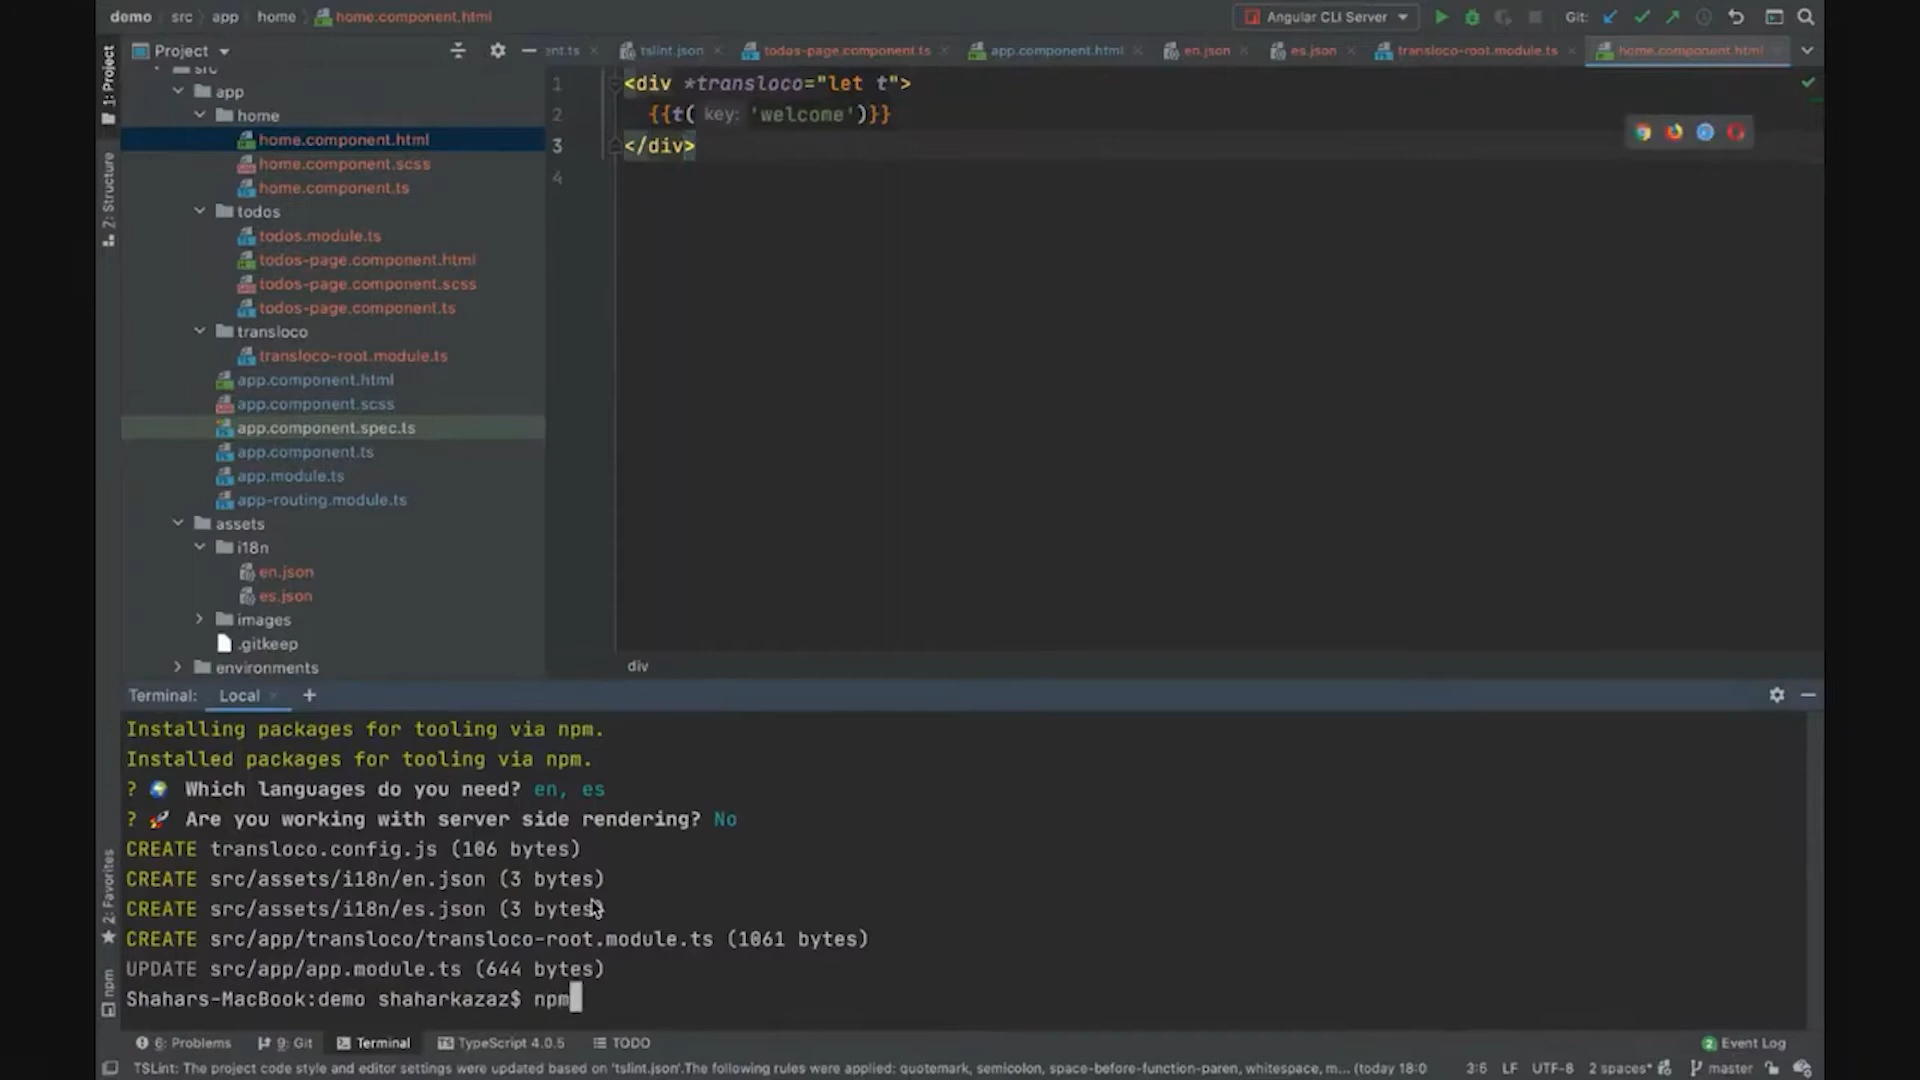 demo src app home home.component.html
Angular CLI Server
Git:
1: Project
Project
ent.ts
tslint.json
todos-page.component.ts
app.component.html
en.json
es.json
transloco-root.module.ts
home.component.html
src
app
home
home.component.html
home.component.scss
home.component.ts
todos
todos.module.ts
todos-page.component.html
todos-page.component.scss
todos-page.component.ts
transloco
transloco-root.module.ts
app.component.html
app.component.scss
app.component.spec.ts
app.component.ts
app.module.ts
app-routing.module.ts
assets
i18n
en.json
es.json
images
.gitkeep
environments
Z: Structure
1 <div *transloco="let t">
2 {{t( key: 'welcome')}}
3 </div>
4
div
Terminal: Local +
Installing packages for tooling via npm.
Installed packages for tooling via npm.
? Which languages do you need? en, es
? Are you working with server side rendering? No
CREATE transloco.config.js (106 bytes)
CREATE src/assets/i18n/en.json (3 bytes)
CREATE src/assets/i18n/es.json (3 bytes)
CREATE src/app/transloco/transloco-root.module.ts (1061 bytes)
UPDATE src/app/app.module.ts (644 bytes)
Shahars-MacBook:demo shaharkazaz$ npm
2: Favorites
npm
6: Problems 9: Git Terminal TypeScript 4.0.5 TODO
2 Event Log
TSLint: The project code style and editor settings were updated based on 'tslint.json'.The following rules were applied: quotemark, semicolon, space-before-function-paren, whitespace, m... (today 18:0
3:5 LF UTF-8 2 spaces* master